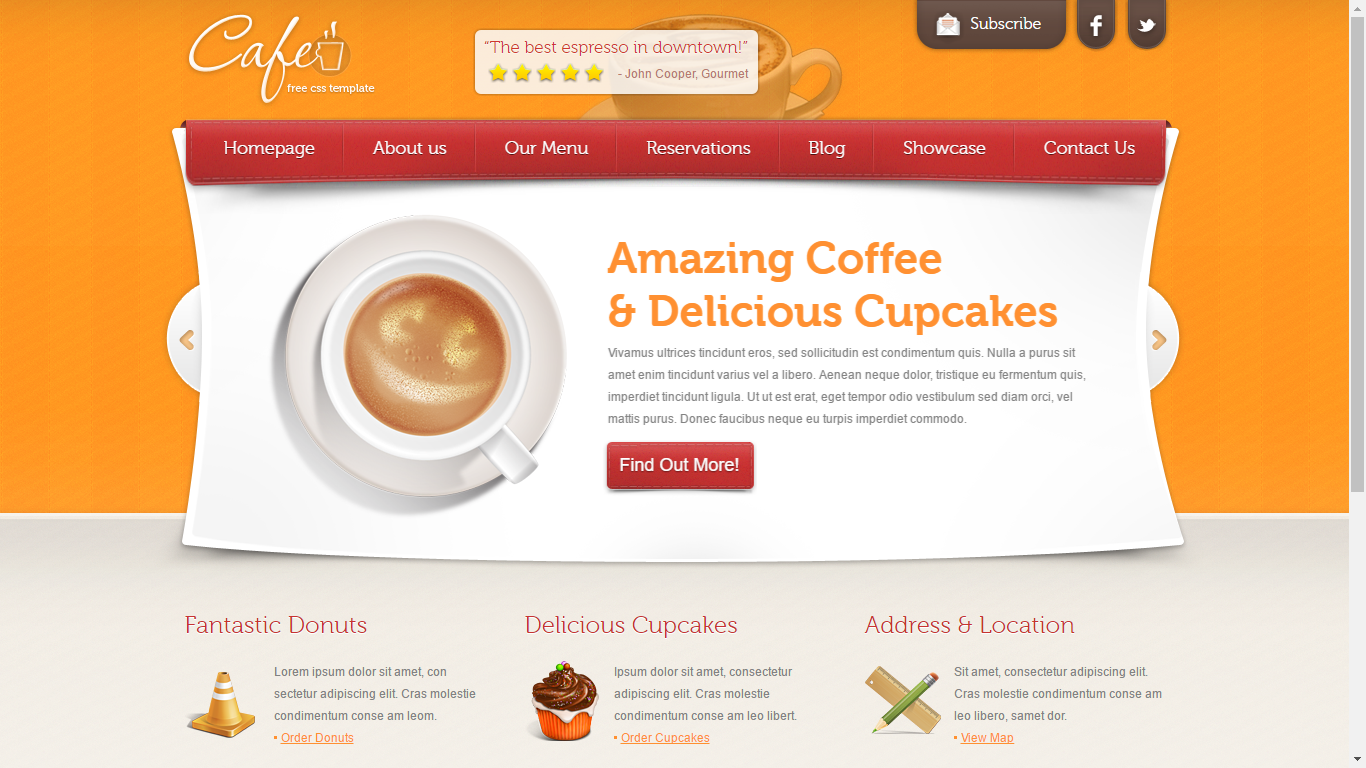 Cafe
free css template
“The best espresso in downtown!”
- John Cooper, Gourmet
Subscribe
f
Homepage
About us
Our Menu
Reservations
Blog
Showcase
Contact Us
Amazing Coffee
& Delicious Cupcakes
Vivamus ultrices tincidunt eros, sed sollicitudin est condimentum quis. Nulla a purus sit
amet enim tincidunt varius vel a libero. Aenean neque dolor, tristique eu fermentum quis,
imperdiet tincidunt ligula. Ut ut est erat, eget tempor odio vestibulum sed diam orci, vel
mattis purus. Donec faucibus neque eu turpis imperdiet commodo.
Find Out More!
Fantastic Donuts
Lorem ipsum dolor sit amet, con
sectetur adipiscing elit. Cras molestie
condimentum conse am leom.
Order Donuts
Delicious Cupcakes
Ipsum dolor sit amet, consectetur
adipiscing elit. Cras molestie
condimentum conse am leo libert.
Order Cupcakes
Address & Location
Sit amet, consectetur adipiscing elit.
Cras molestie condimentum conse am
leo libero, samet dor.
View Map